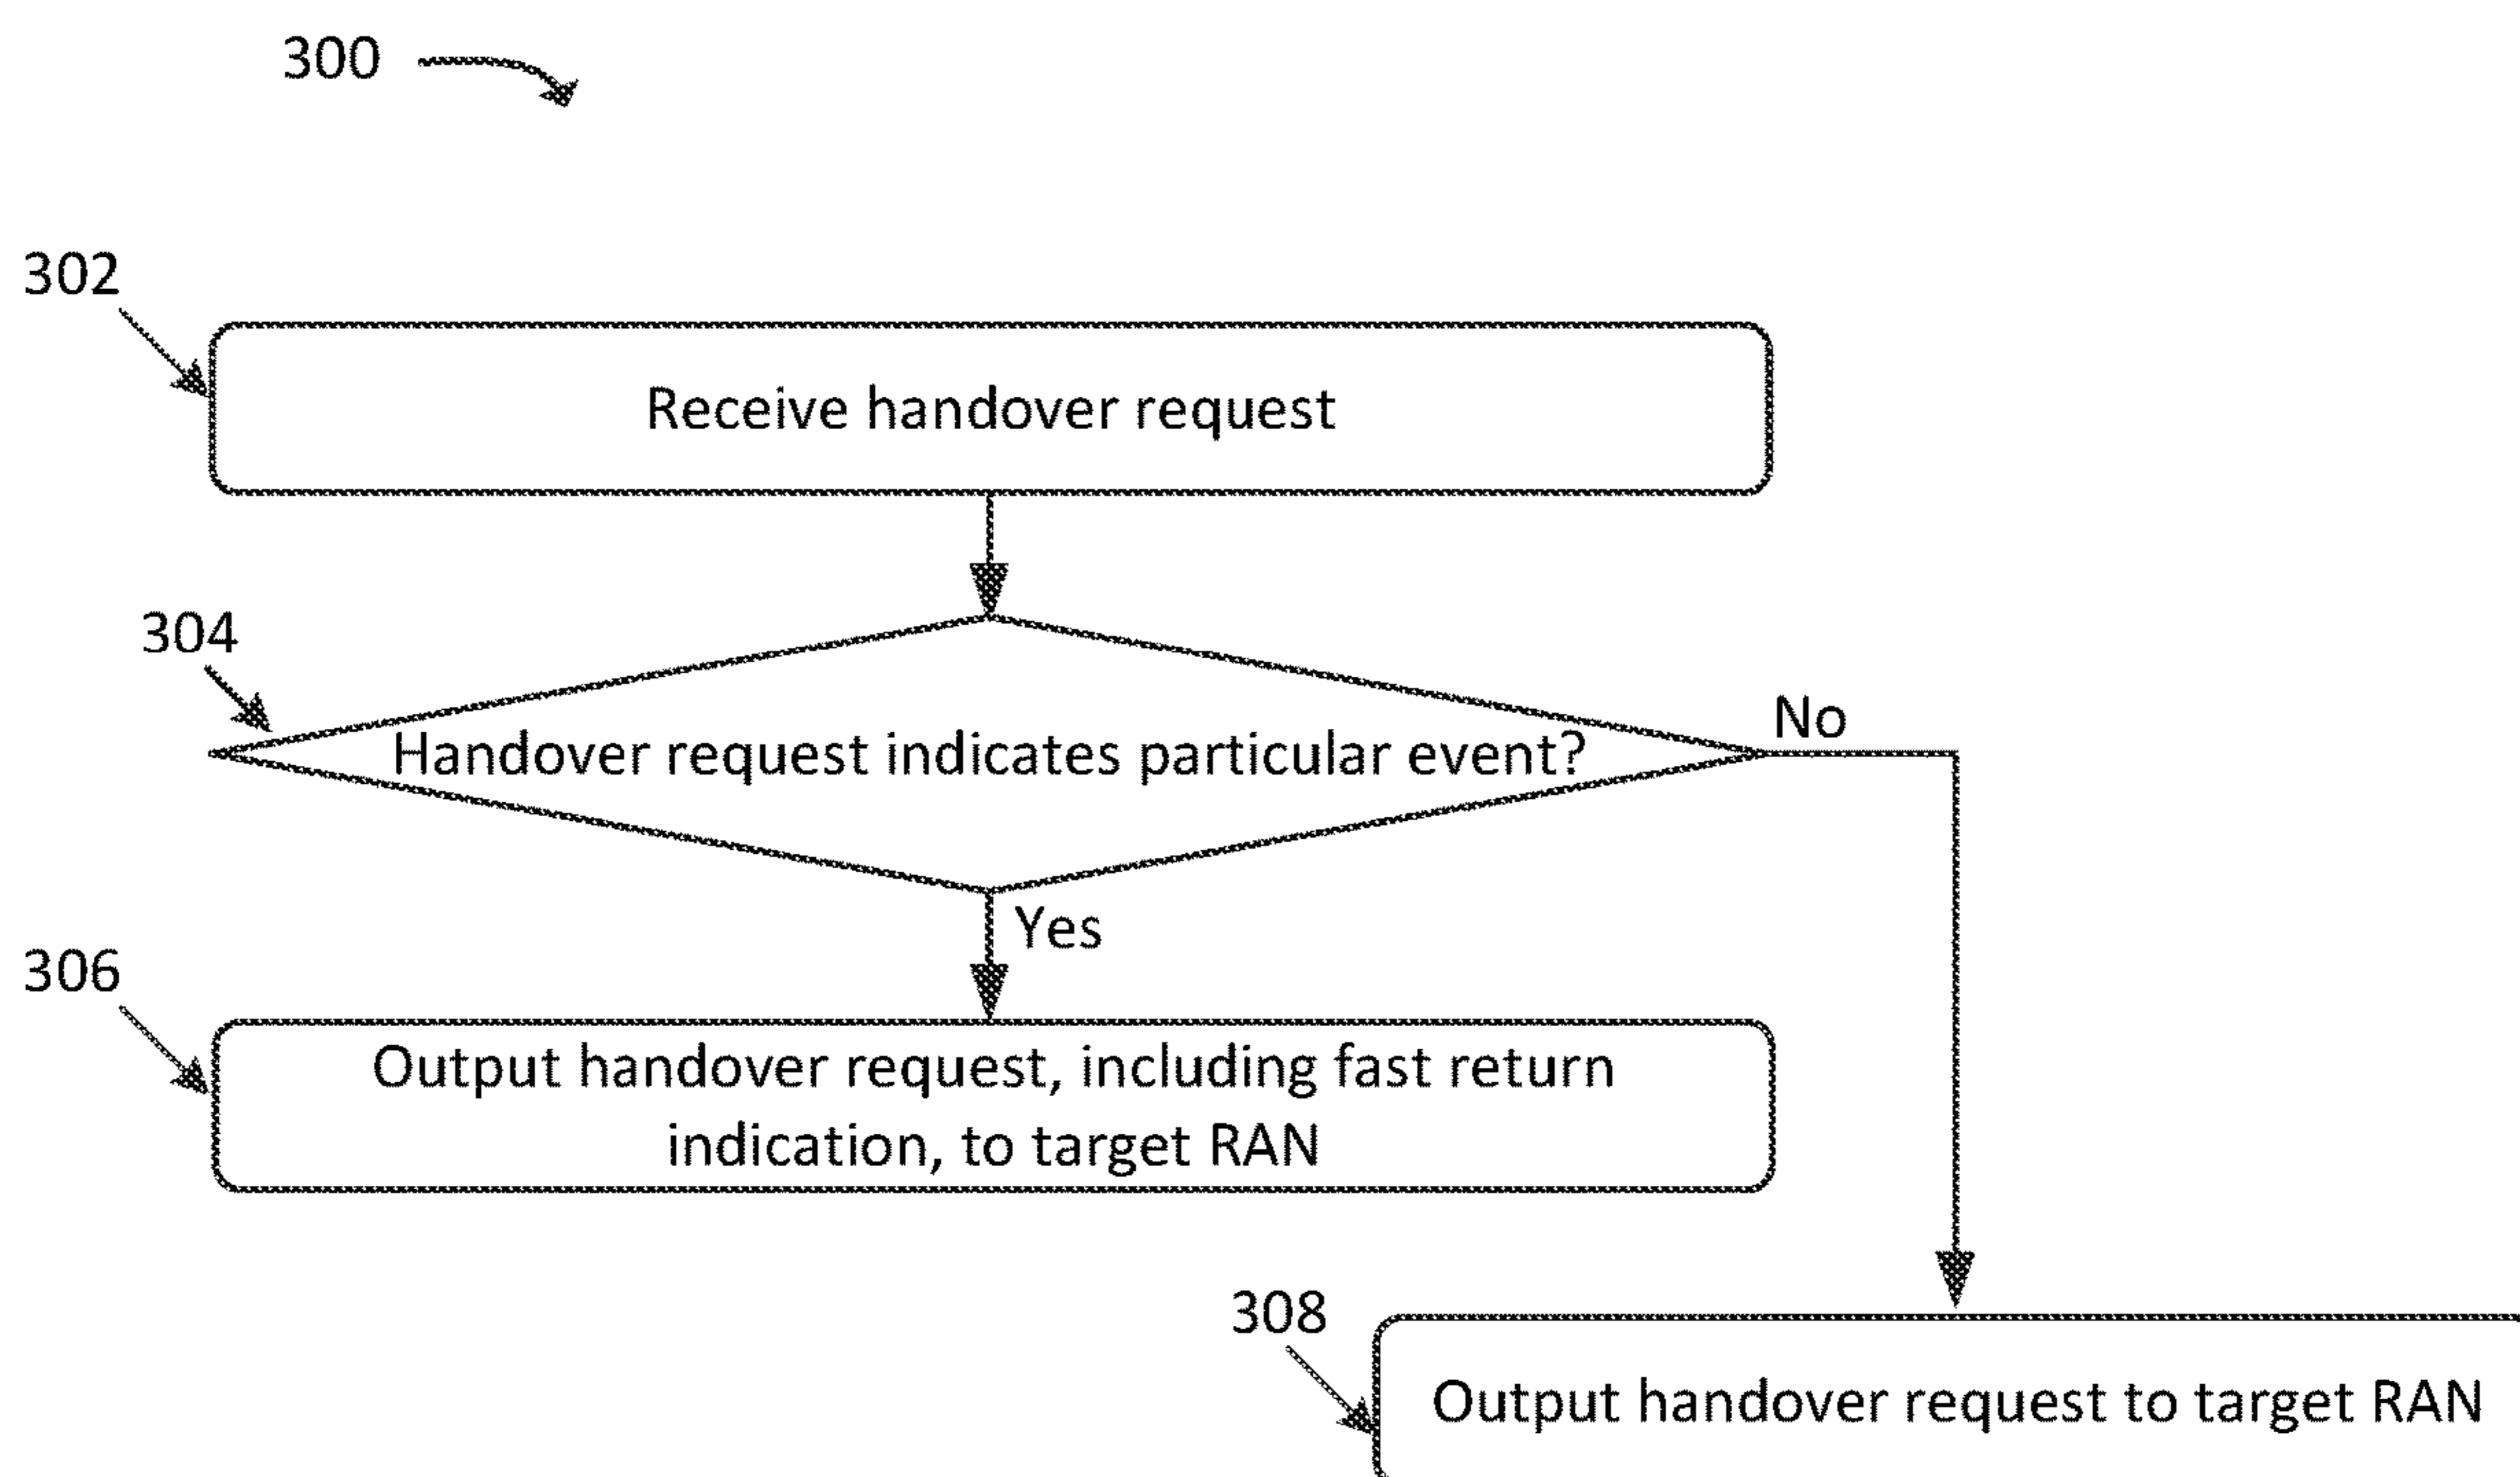 300
302
Receive handover request
304
Handover request indicates particular event?
No
Yes
306
Output handover request, including fast return
indication, to target RAN
308
Output handover request to target RAN